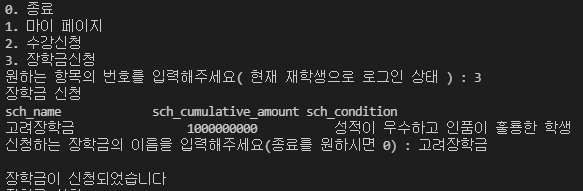 0. 종료
1. 마이 페이지
2. 수강신청
3. 장학금신청
원하는 항목의 번호를 입력해주세요( 현재 재학생으로 로그인 상태 ) : 3
장학금 신청
sch_name sch_cumulative_amount sch_condition
고려장학금 1000000000 성적이 우수하고 인품이 훌륭한 학생
신청하는 장학금의 이름을 입력해주세요(종료를 원하시면 0) : 고려장학금
장학금이 신청되었습니다